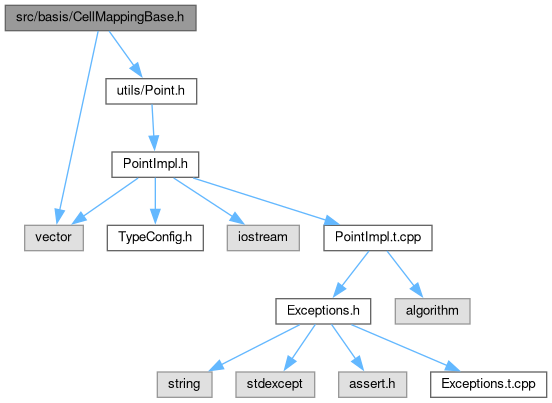 src/basis/CellMappingBase.h
utils/Point.h
PointImpl.h
vector
TypeConfig.h
iostream
PointImpl.t.cpp
Exceptions.h
algorithm
string
stdexcept
assert.h
Exceptions.t.cpp